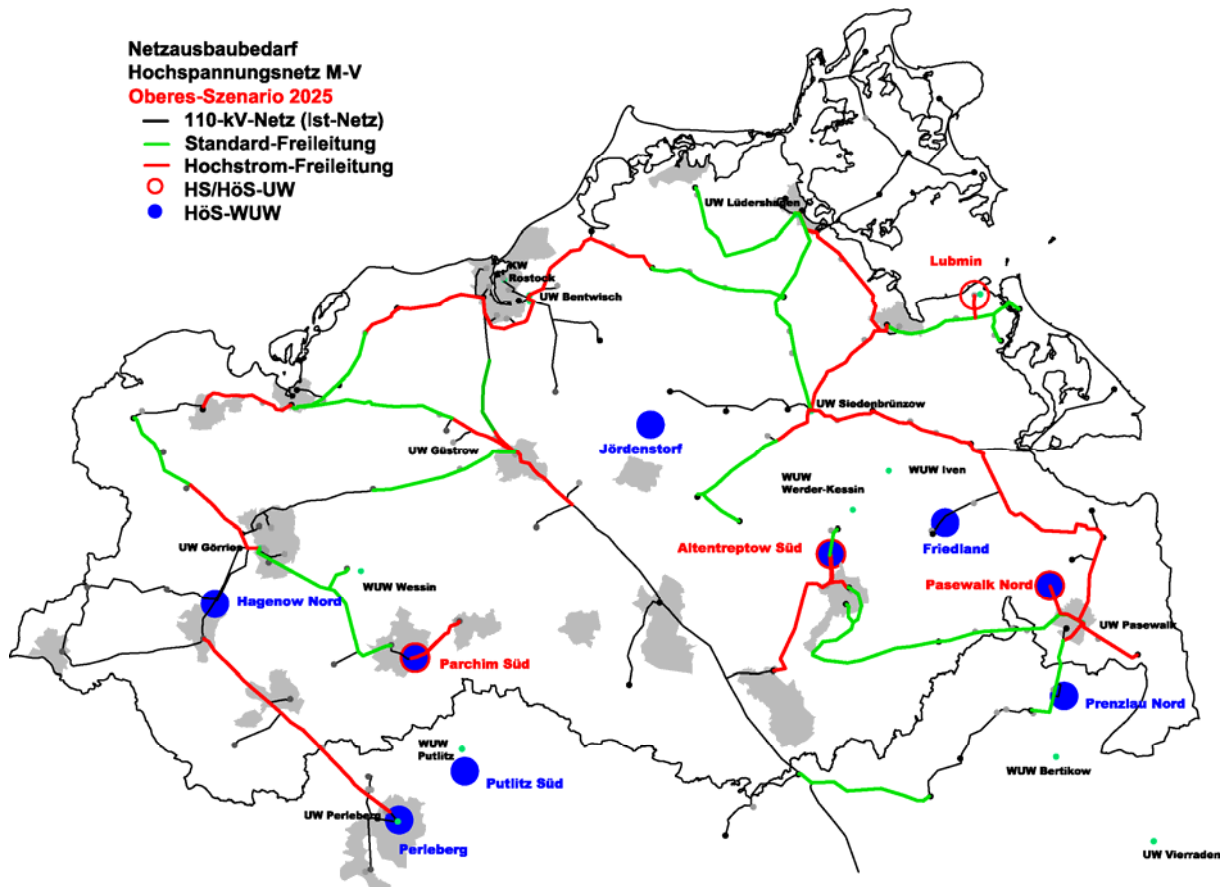 Netzausbaubedarf
Hochspannungsnetz M-V
Oberes-Szenario 2025
110-kV-Netz (Ist-Netz)
Standard-Freileitung
Hochstrom-Freileitung
HS/HöS-UW
HöS-WUW
UW Lüdershagen
KW
Rostock
UW Bentwisch
Lubmin
UW Siedenbrünzow
UW Güstrow
Jördenstorf
WUW
Werder-Kessin
WUW Iven
UW Görries
Altentreptow Süd
Friedland
WUW Wessin
Hagenow Nord
Pasewalk Nord
UW Pasewalk
Parchim Süd
Prenzlau Nord
WUW
Putlitz
Putlitz Süd
WUW Bertikow
UW Perleberg
Perleberg
UW Vierraden